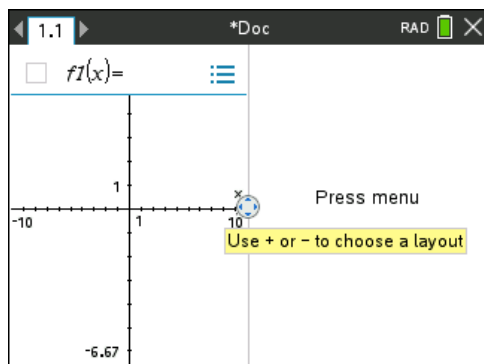 1.1 *Doc RAD
f1(x)=
1
x
-10 1 10
Press menu
Use + or - to choose a layout
-6.67